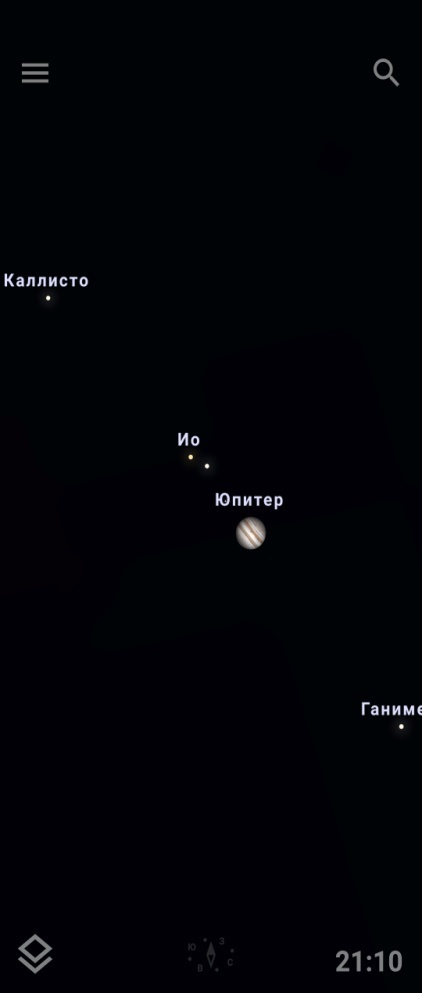 Каллисто
Ио
Юпитер
Ганиме
Ю
З
В
С
21:10